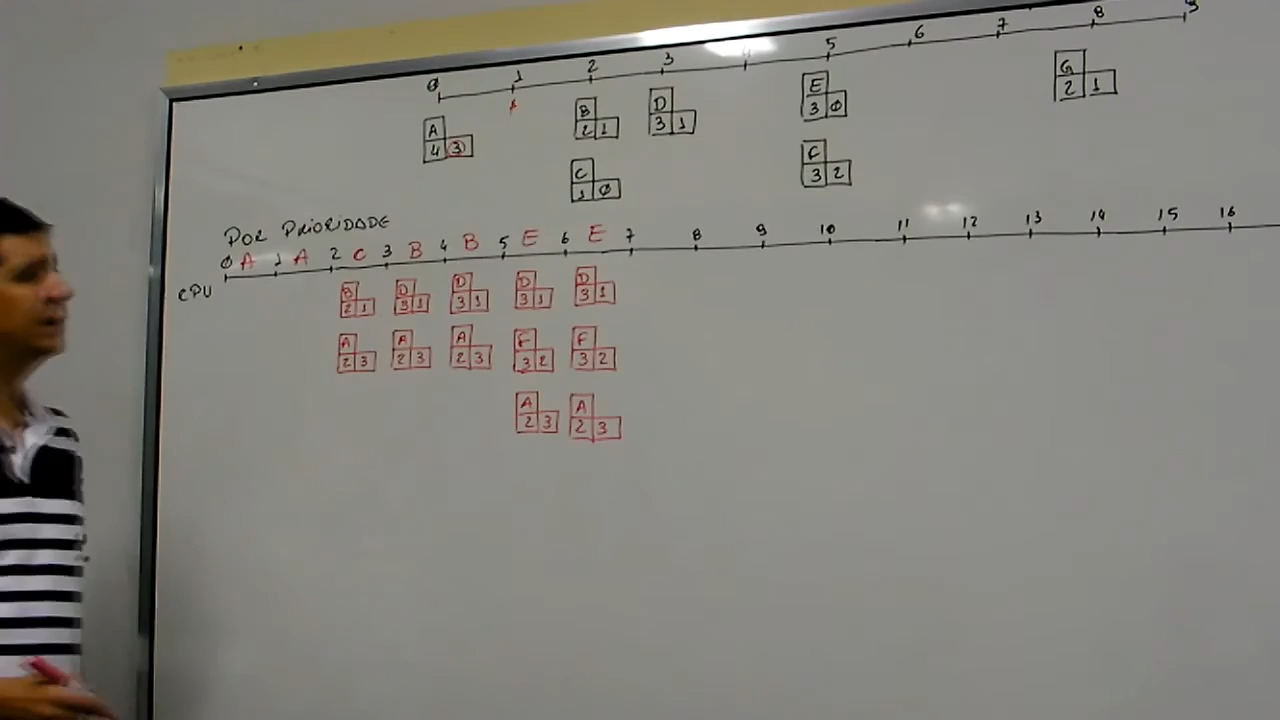 0 1 2 3 4 5 6 7 8 9
A B D E G
4 3 2 1 3 1 3 0 2 1
C F
1 0 3 2
POR PRIORIDADE
0 A 1 A 2 C 3 B 4 B 5 E 6 E 7 8 9 10 11 12 13 14 15 16
CPU
B D D D D
2 1 3 1 3 1 3 1 3 1
A A A F F
2 3 2 3 2 3 3 2 3 2
A A
2 3 2 3